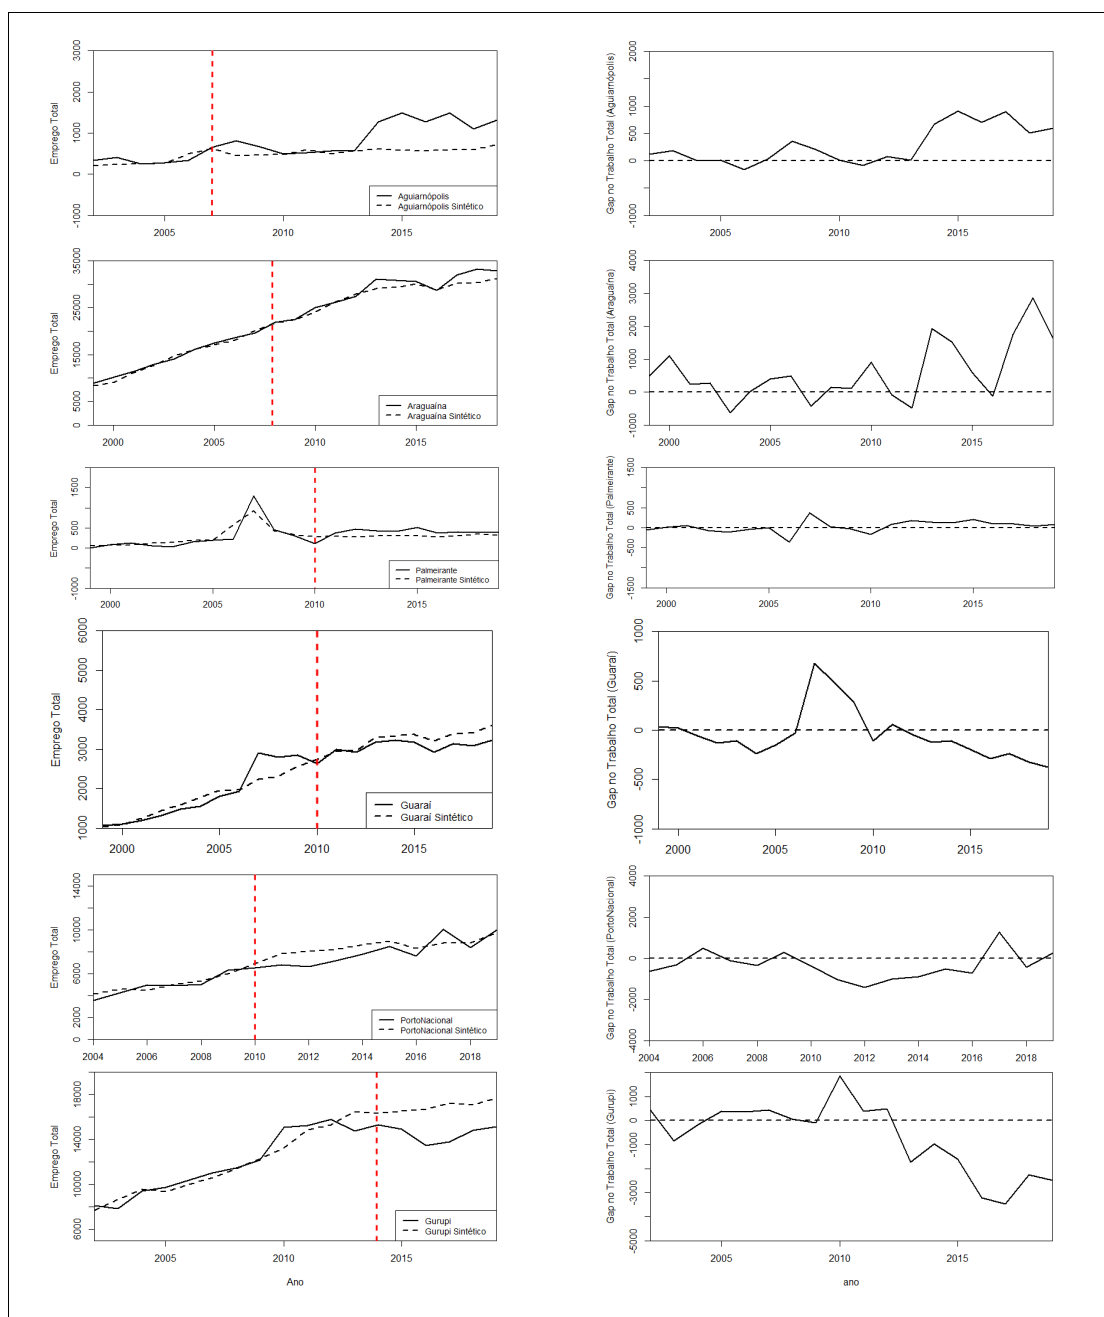 Emprego Total
-1000 0 1000 2000 3000
2005 2010 2015
Aguiarnópolis
Aguiarnópolis Sintético
Gap no Trabalho Total (Aguiarnópolis)
-1000 0 500 1000 2000
2005 2010 2015
Emprego Total
0 5000 15000 25000 35000
2000 2005 2010 2015
Araguaína
Araguaína Sintético
Gap no Trabalho Total (Araguaína)
-1000 0 1000 2000 3000 4000
2000 2005 2010 2015
Emprego Total
-1000 0 500 1500
2000 2005 2010 2015
Palmeirante
Palmeirante Sintético
Gap no Trabalho Total (Palmeirante)
-1500 -500 0 500 1500
2000 2005 2010 2015
Emprego Total
1000 2000 3000 4000 5000 6000
2000 2005 2010 2015
Guaraí
Guaraí Sintético
Gap no Trabalho Total (Guaraí)
-1000 -500 0 500 1000
2000 2005 2010 2015
Emprego Total
0 2000 6000 10000 14000
2004 2006 2008 2010 2012 2014 2016 2018
PortoNacional
PortoNacional Sintético
Gap no Trabalho Total (PortoNacional)
-4000 -2000 0 2000 4000
2004 2006 2008 2010 2012 2014 2016 2018
Emprego Total
6000 10000 14000 18000
2005 2010 2015
Gurupi
Gurupi Sintético
Ano
Gap no Trabalho Total (Gurupi)
-5000 -3000 -1000 0 1000
2005 2010 2015
ano